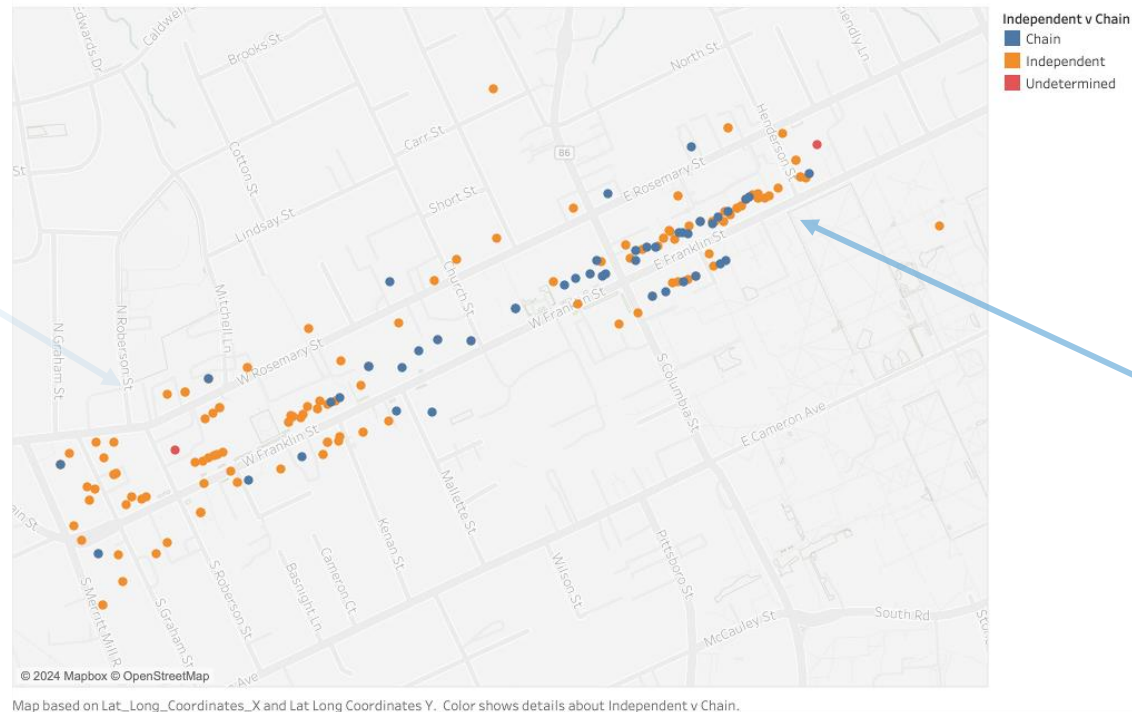 Independent v Chain
Chain
Independent
Undetermined
Edwards Dr
Caldwell St
Brooks St
North St
Carr St
Cotton St
Henderson St
86
E Rosemary St
Short St
Lindsay St
St
Church St
E Franklin St
Mitchell Ln
N Roberson St
N Graham St
W Franklin St
W Rosemary St
S Columbia St
E Cameron Ave
W Franklin St
Mallette St
Kenan St
Cameron Ct
Basnight Ln
S Roberson St
S Graham St
S Merritt Mill R
Wilson St
Pittsboro St
South Rd
McCauley St
Ave
© 2024 Mapbox © OpenStreetMap
Map based on Lat_Long_Coordinates_X and Lat Long Coordinates Y. Color shows details about Independent v Chain.